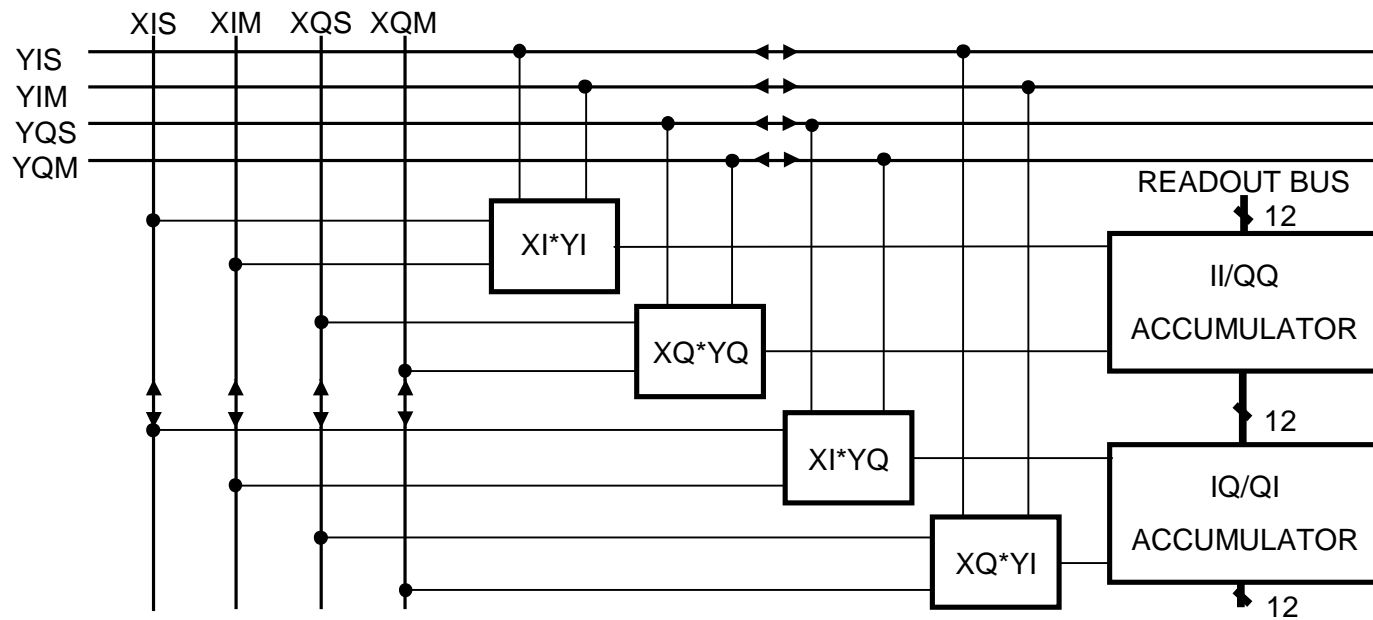 XIS XIM XQS XQM
YIS
YIM
YQS
YQM
READOUT BUS
12
XI*YI
II/QQ
ACCUMULATOR
XQ*YQ
12
XI*YQ
IQ/QI
ACCUMULATOR
XQ*YI
12